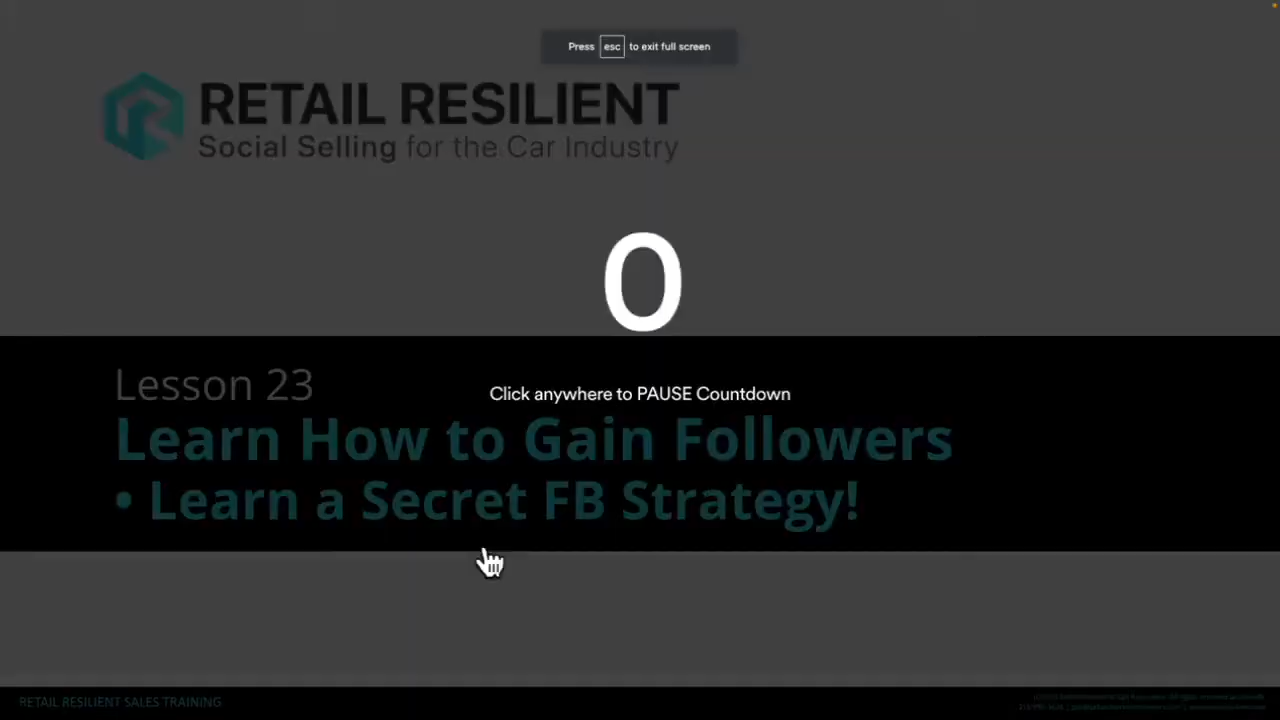 Press esc to exit full screen
RETAIL RESILIENT
Social Selling for the Car Industry
0
Click anywhere to PAUSE Countdown
Lesson 23
Learn How to Gain Followers
• Learn a Secret FB Strategy!
RETAIL RESILIENT SALES TRAINING